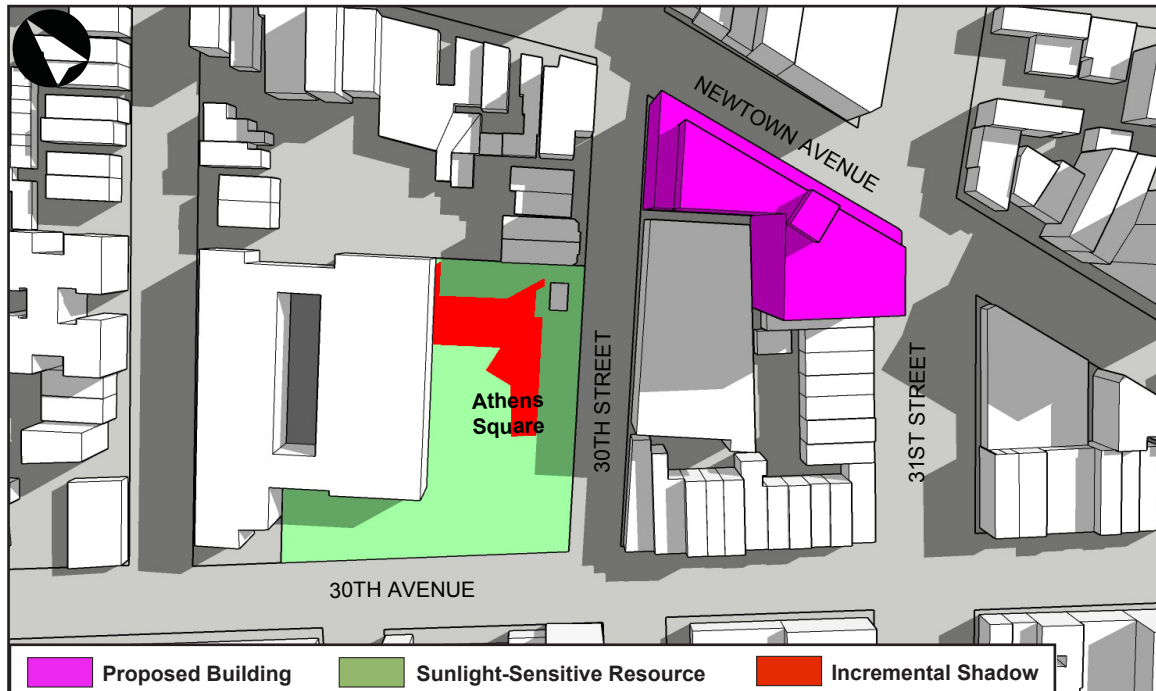 NEWTOWN AVENUE
Athens
Square
30TH STREET
31ST STREET
30TH AVENUE
Proposed Building
Sunlight-Sensitive Resource
Incremental Shadow